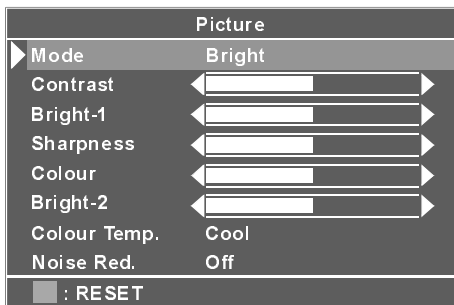 Picture
Mode Bright
Contrast
Bright-1
Sharpness
Colour
Bright-2
Colour Temp. Cool
Noise Red. Off
: RESET